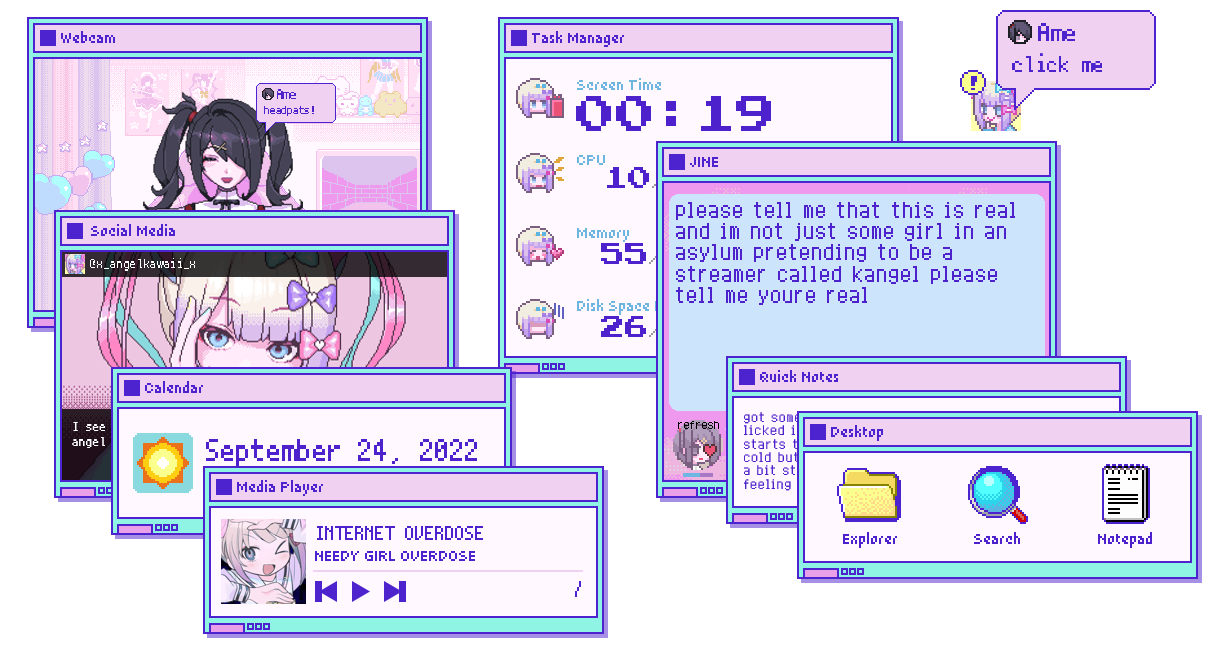 Webcam
Ame
headpats!
Social Media
@x_angelkawaii_x
I see
angel
Calendar
September 24, 2022
Media Player
INTERNET OVERDOSE
NEEDY GIRL OVERDOSE
/
Task Manager
Screen Time
00:19
CPU
10
Memory
55
Disk Space
26
Ame
click me
JINE
please tell me that this is real
and im not just some girl in an
asylum pretending to be a
streamer called kangel please
tell me youre real
refresh
Quick Notes
got some
licked i
starts
cold but
a bit st
feeling
Desktop
Explorer
Search
Notepad